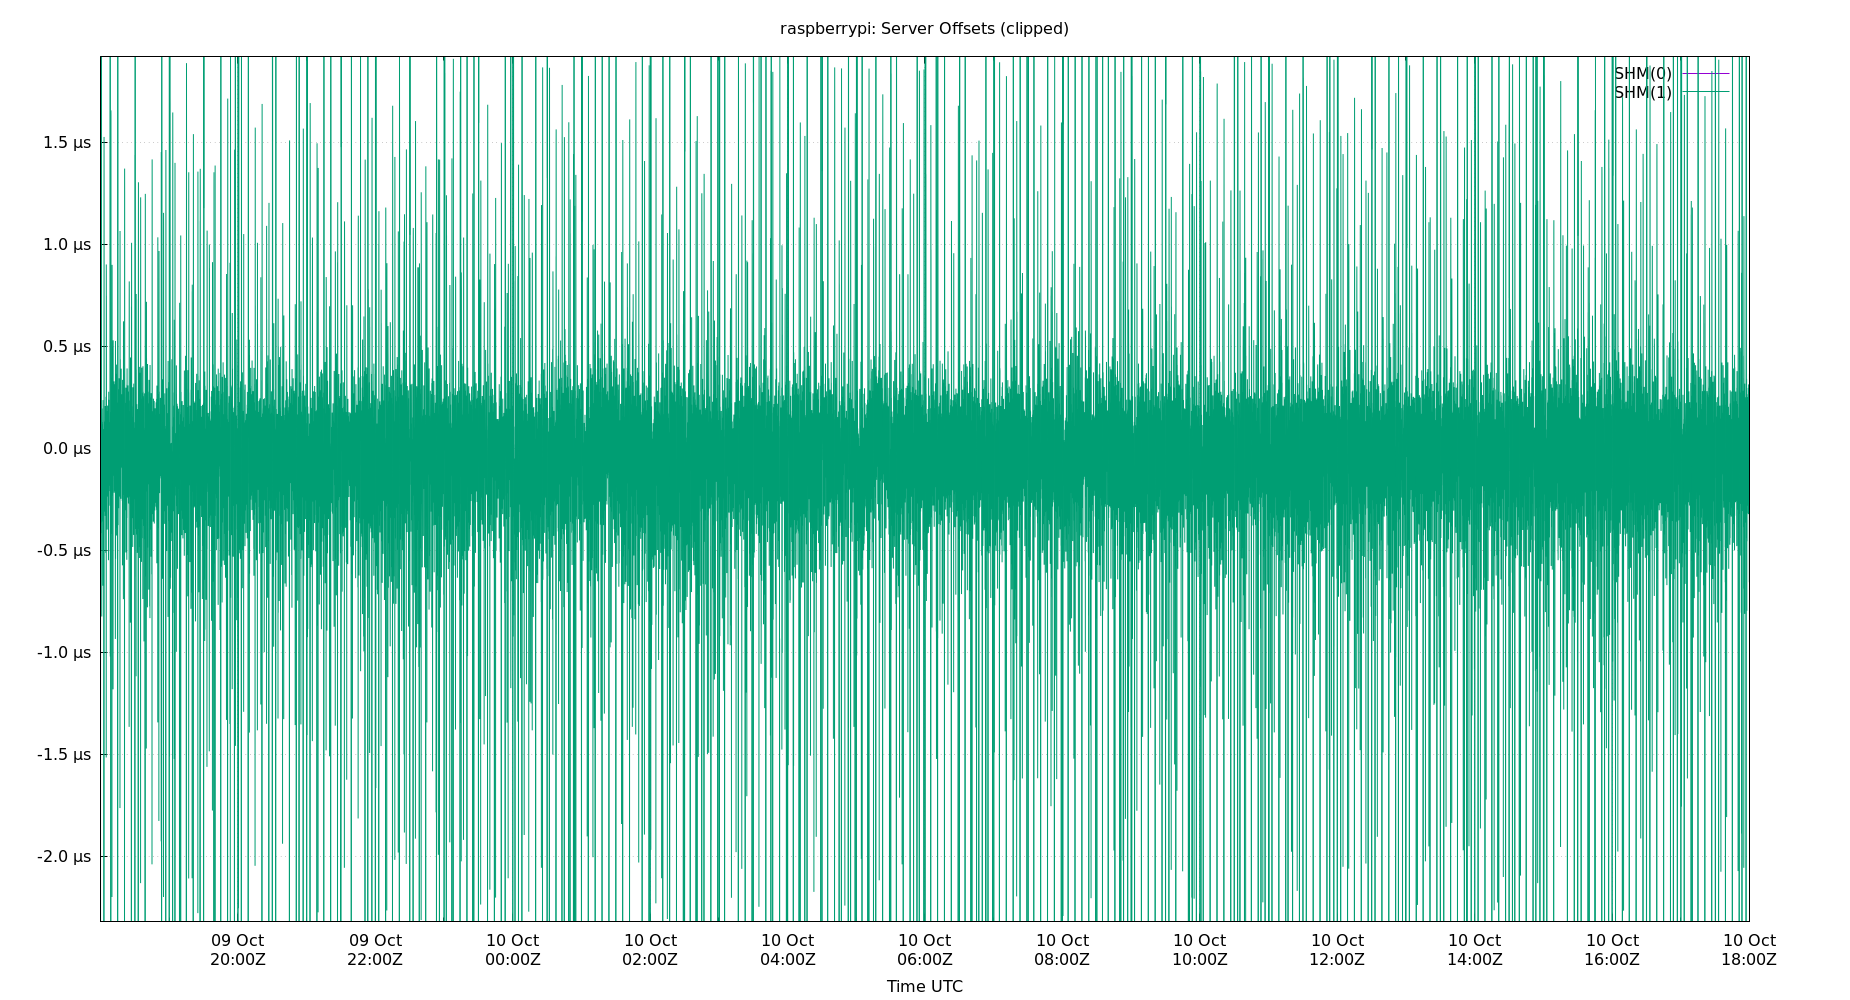 raspberrypi: Server Offsets (clipped)
SHM(0)
SHM(1)
1.5 µs
1.0 µs
0.5 µs
0.0 µs
-0.5 µs
-1.0 µs
-1.5 µs
-2.0 µs
09 Oct 09 Oct 10 Oct 10 Oct 10 Oct 10 Oct 10 Oct 10 Oct 10 Oct 10 Oct 10 Oct 10 Oct
20:00Z 22:00Z 00:00Z 02:00Z 04:00Z 06:00Z 08:00Z 10:00Z 12:00Z 14:00Z 16:00Z 18:00Z
Time UTC